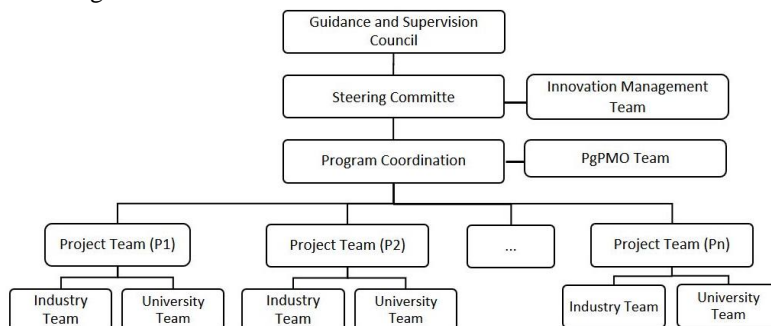 Guidance and Supervision
Council
Steering Committe
Innovation Management
Team
Program Coordination
PgPMO Team
Project Team (P1)
Project Team (P2)
...
Project Team (Pn)
Industry
Team
University
Team
Industry
Team
University
Team
Industry Team
University
Team